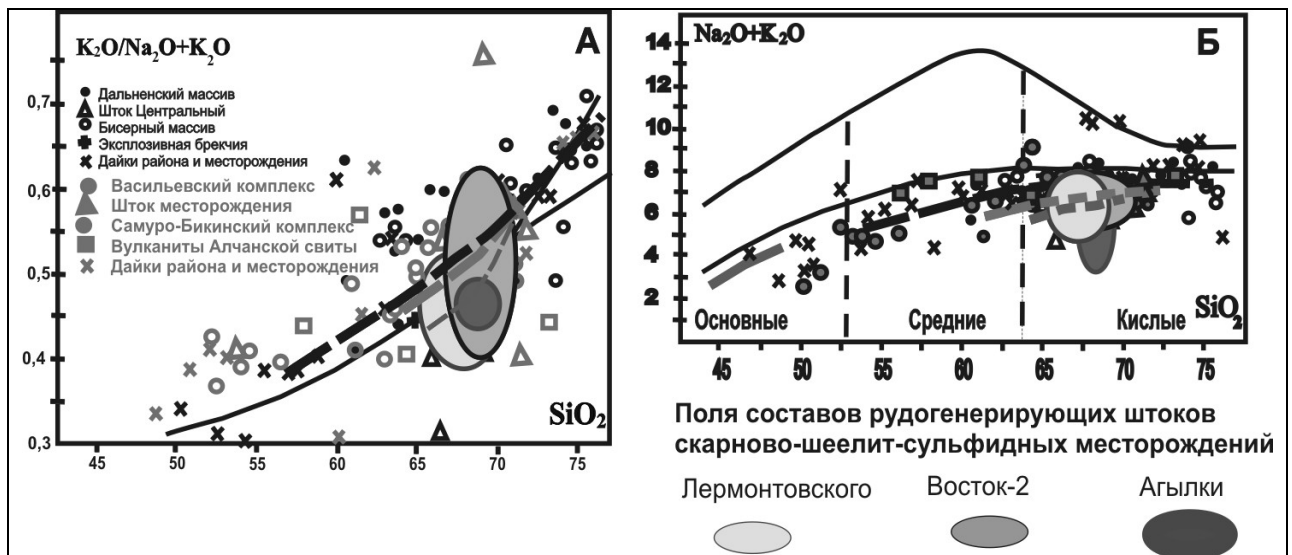 K₂O/Na₂O+K₂O
А
0,7
0,6
0,5
0,4
0,3
Дальненский массив
Шток Центральный
Бисерный массив
Эксплозивная брекчия
Дайки района и месторождения
Васильевский комплекс
Шток месторождения
Самуро-Бикинский комплекс
Вулканиты Алчанской свиты
Дайки района и месторождения
SiO₂
45 50 55 60 65 70 75
Na₂O+K₂O
Б
14
12
10
8
6
4
2
SiO₂
Основные Средние Кислые
45 50 55 60 65 70 75
Поля составов рудогенерирующих штоков
скарново-шеелит-сульфидных месторождений
Лермонтовского Восток-2 Агылки